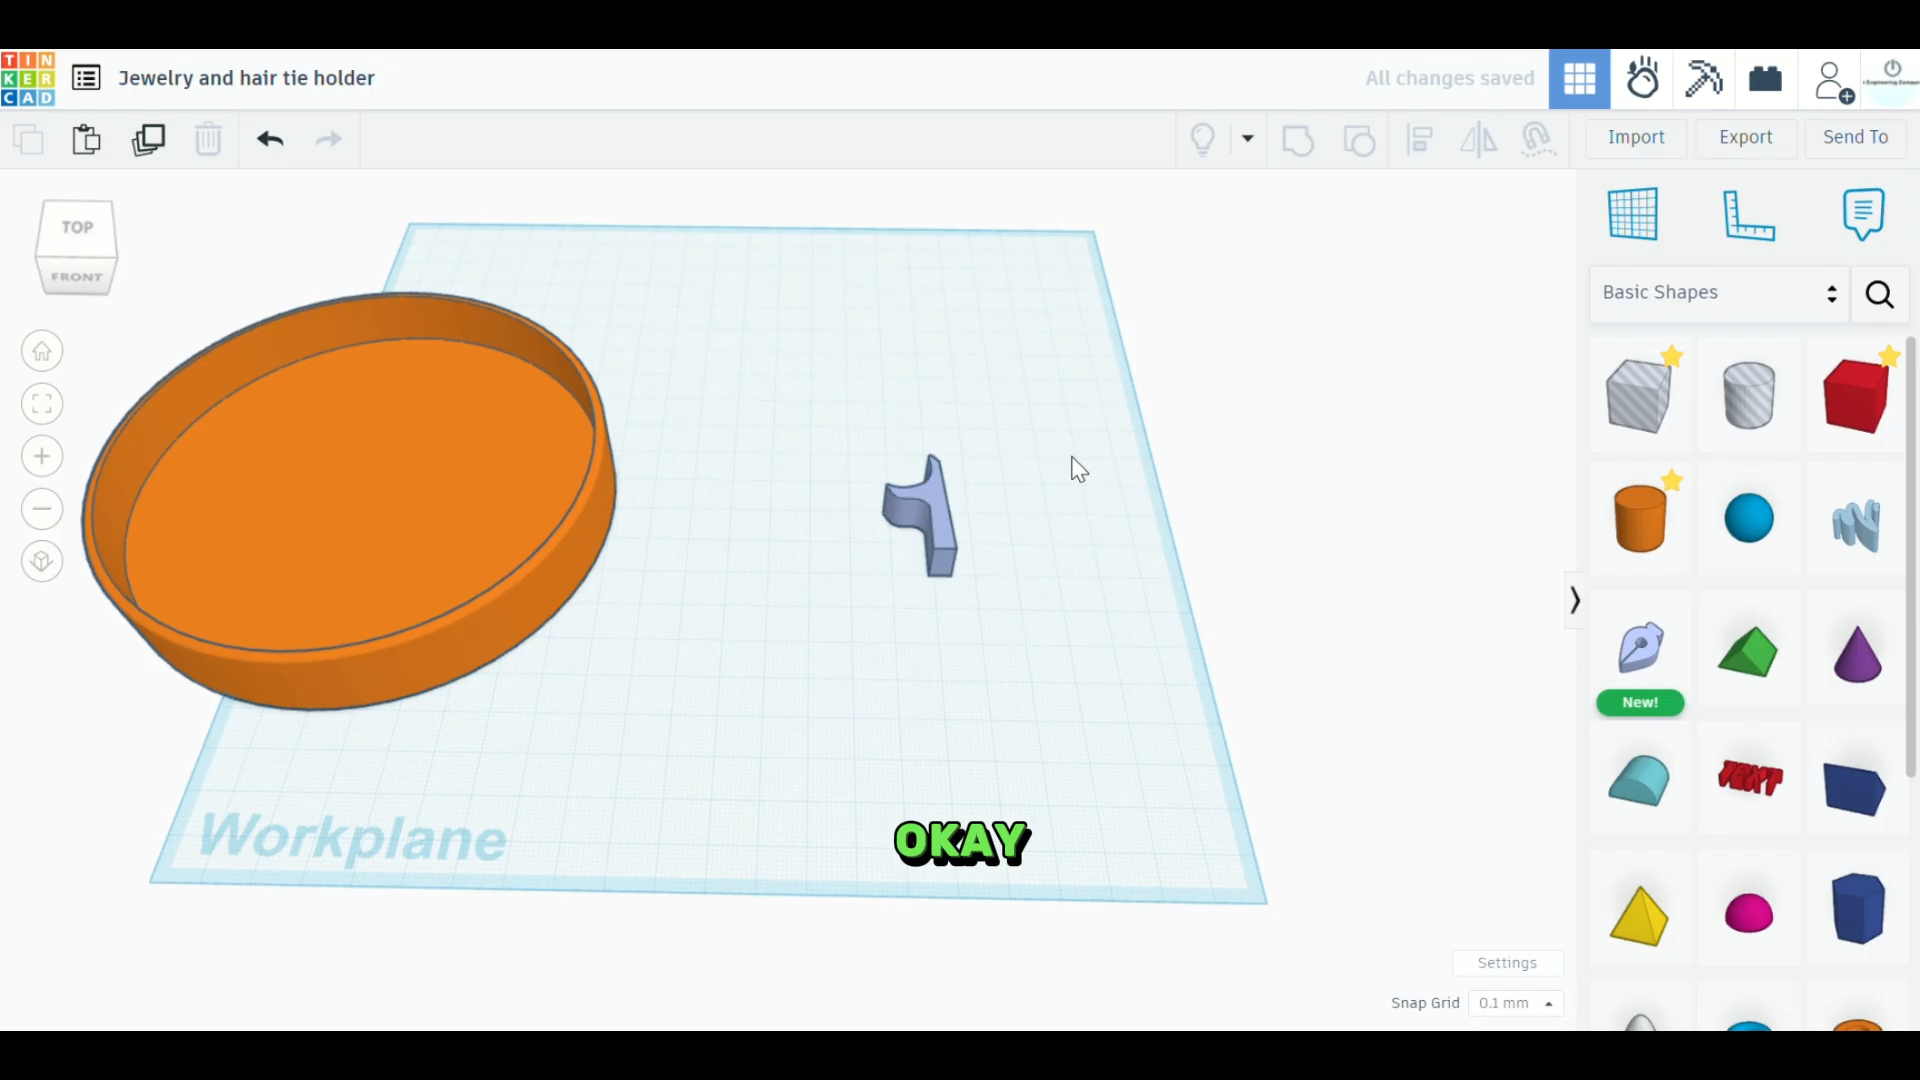 TIN
KER
CAD
Jewelry and hair tie holder
All changes saved
Import
Export
Send To
TOP
FRONT
Basic Shapes
New!
TEXT
Workplane
OKAY
Settings
Snap Grid
0.1 mm